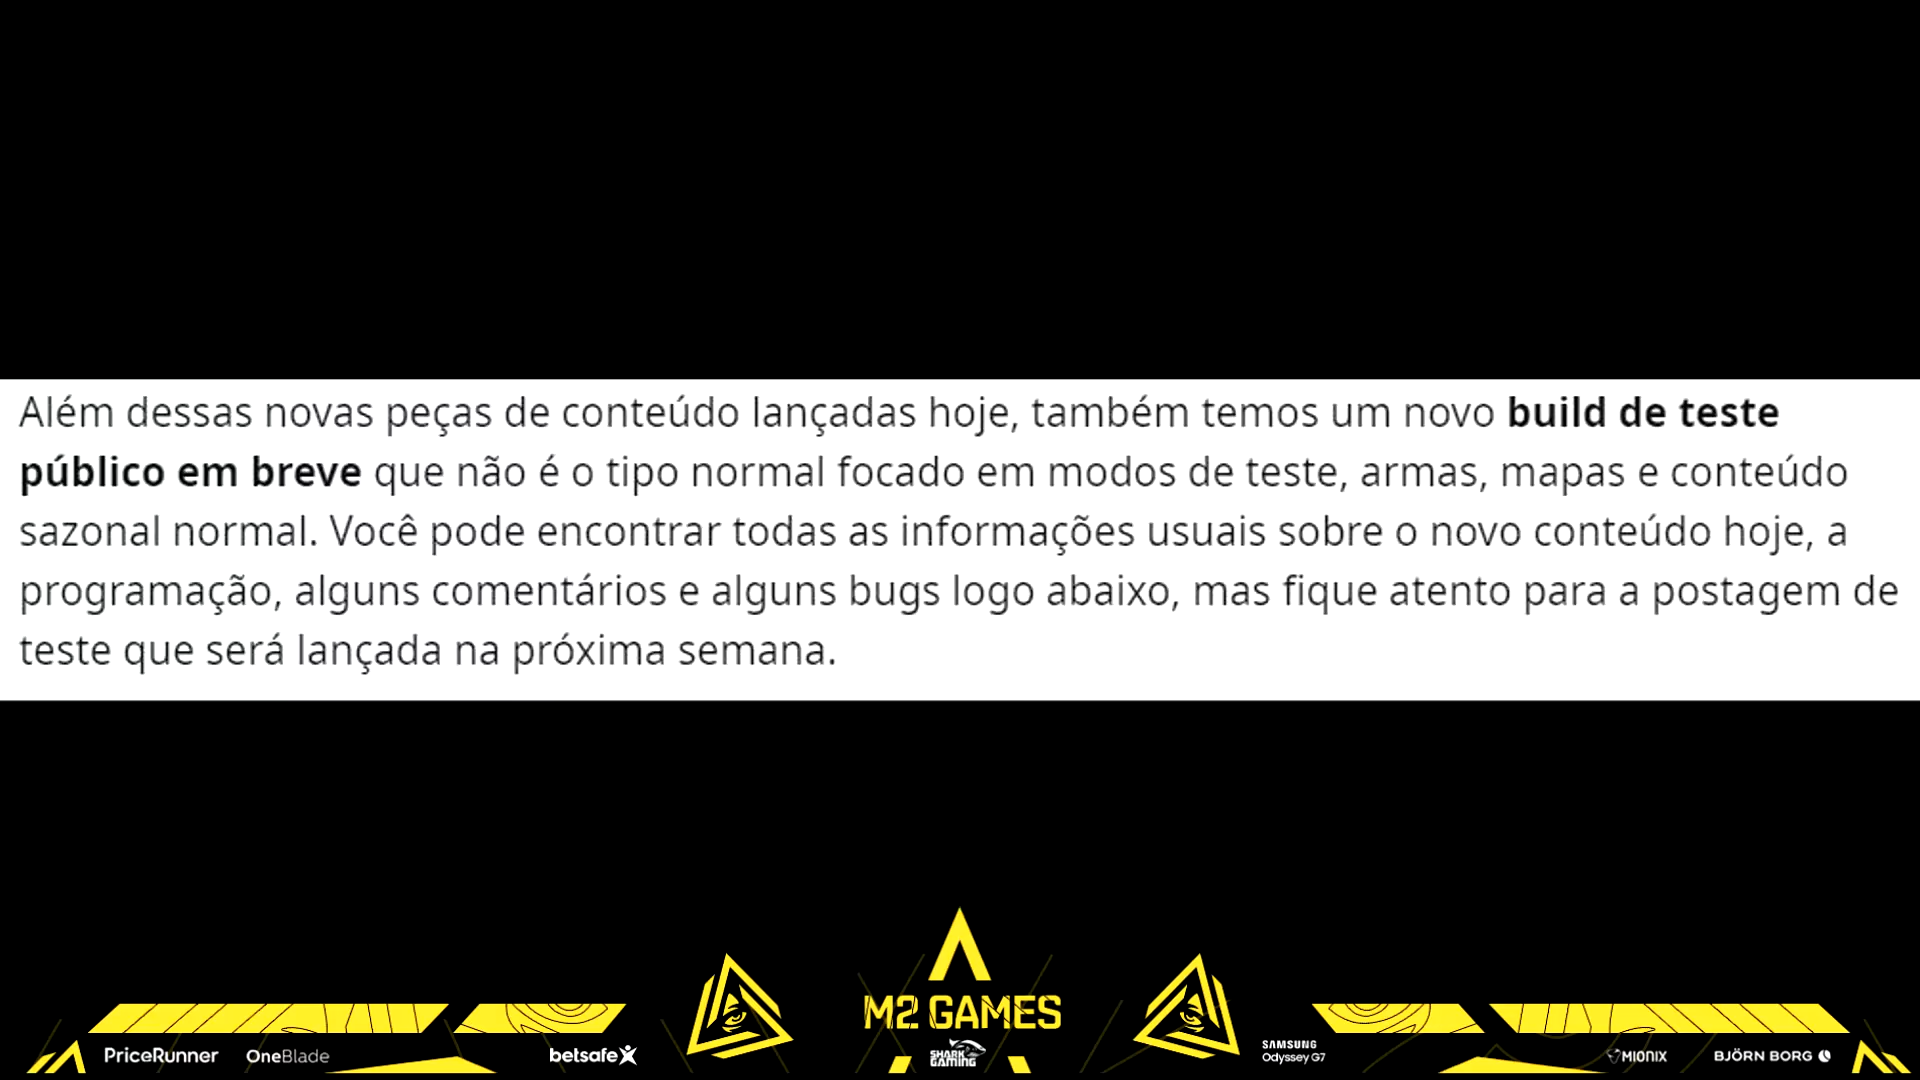 Além dessas novas peças de conteúdo lançadas hoje, também temos um novo build de teste
público em breve que não é o tipo normal focado em modos de teste, armas, mapas e conteúdo
sazonal normal. Você pode encontrar todas as informações usuais sobre o novo conteúdo hoje, a
programação, alguns comentários e alguns bugs logo abaixo, mas fique atento para a postagem de
teste que será lançada na próxima semana.
M2 GAMES
PriceRunner
OneBlade
betsafe
SHARK
GAMING
SAMSUNG
Odyssey G7
MIONIX
BJÖRN BORG